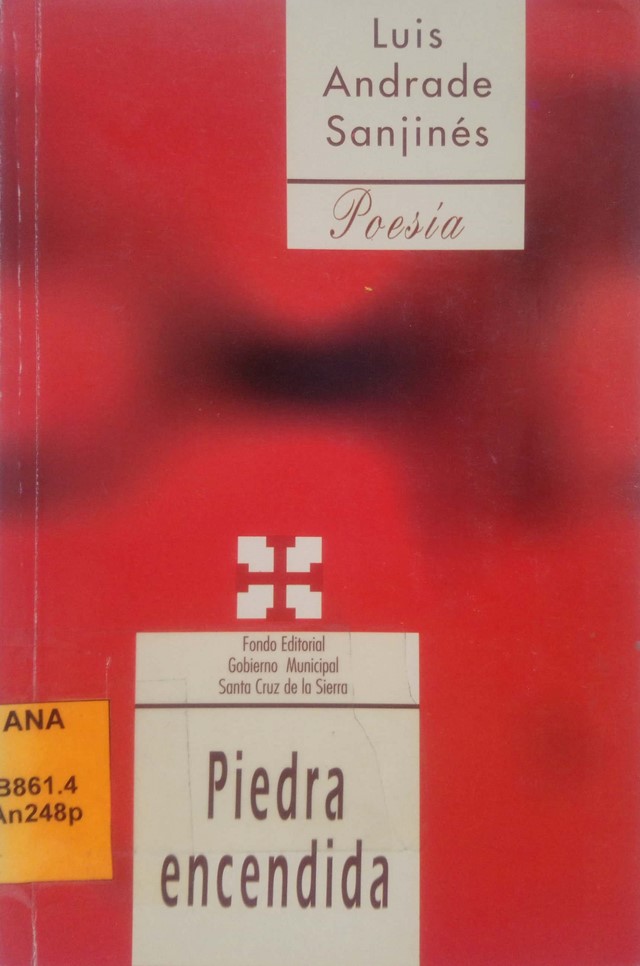 Luis
Andrade
Sanjinés
Poesía
Fondo Editorial
Gobierno Municipal
Santa Cruz de la Sierra
ANA
B861.4
An248p
Piedra
encendida